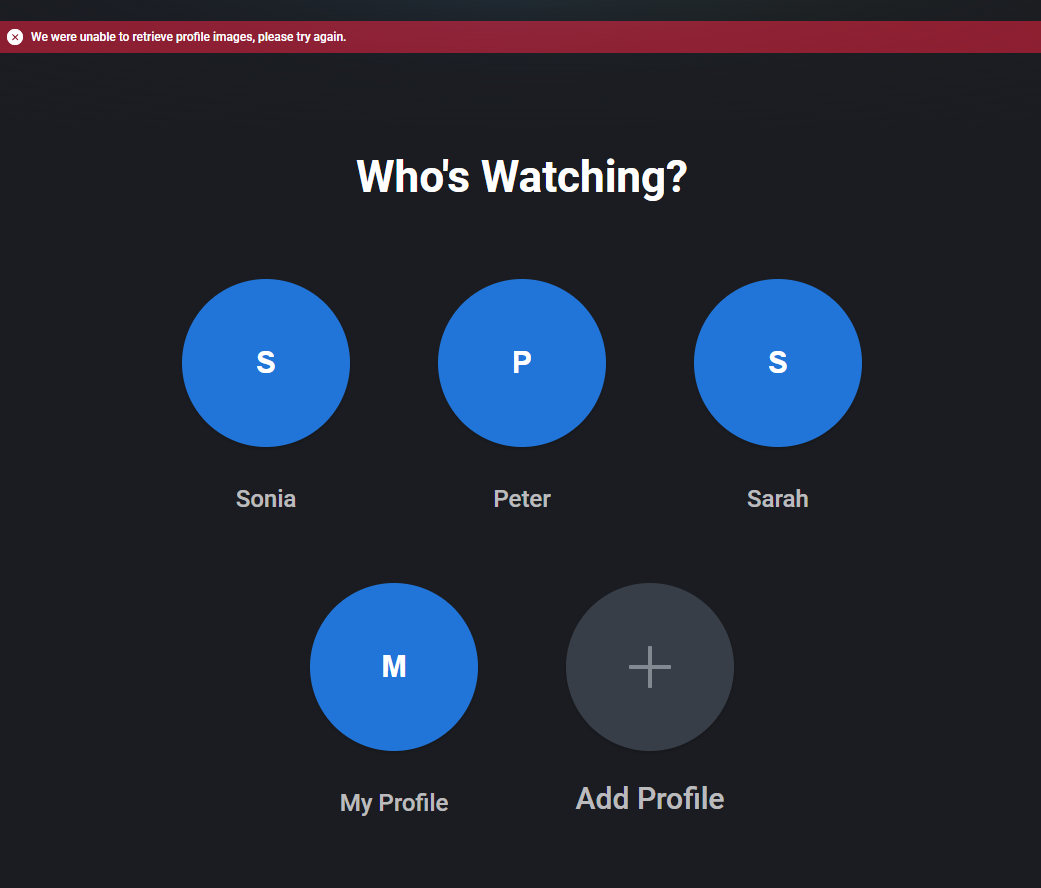 We were unable to retrieve profile images, please try again.
Who's Watching?
S
P
S
Sonia
Peter
Sarah
M
My Profile
Add Profile